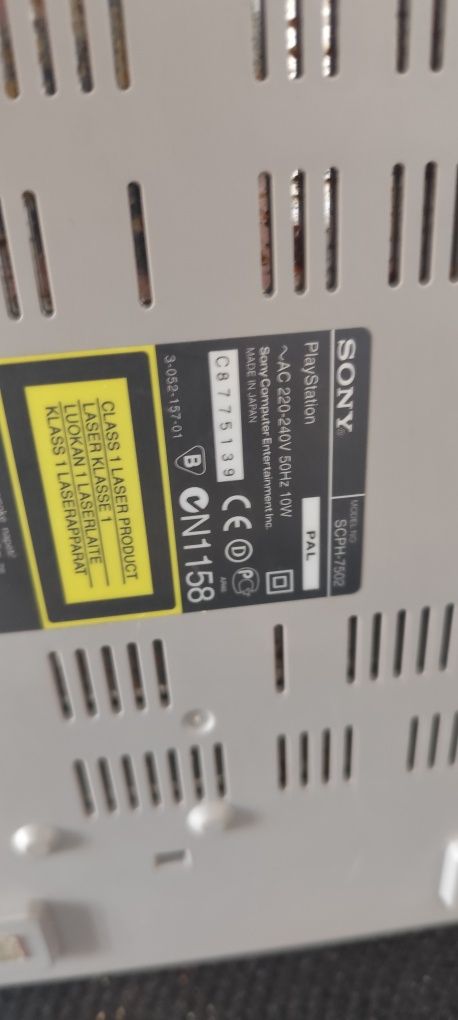 SONY®
MODEL NO.
SCPH-7502
PlayStation
PAL
~AC 220-240V 50Hz 10W
Sony Computer Entertainment Inc.
MADE IN JAPAN
C8775139
CE D PG
3-052-157-01
B
N1158
CLASS 1 LASER PRODUCT
LASER KLASSE 1
LUOKAN 1 LASERLAITE
KLASS 1 LASERAPPARAT